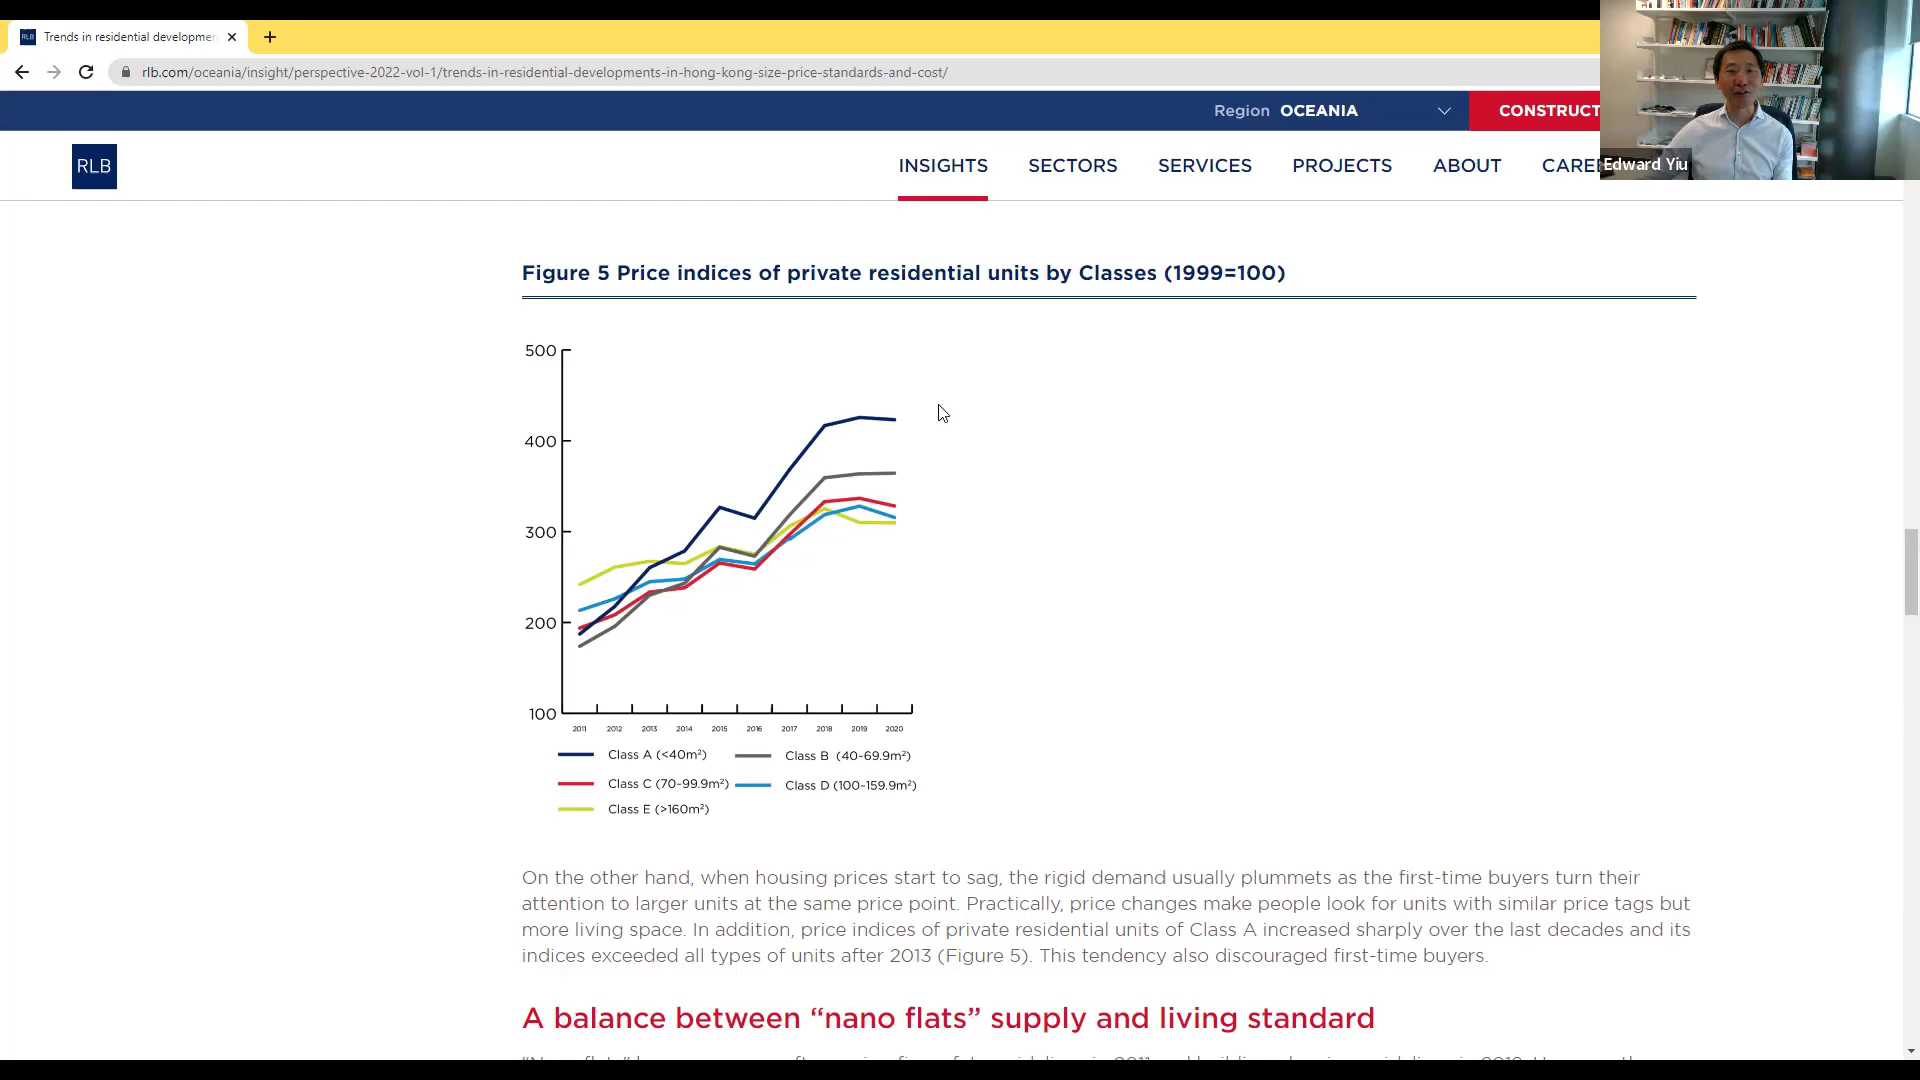 RLB Trends in residential developme
rlb.com/oceania/insight/perspective-2022-vol-1/trends-in-residential-developments-in-hong-kong-size-price-standards-and-cost/
Region OCEANIA CONSTRUCT
RLB INSIGHTS SECTORS SERVICES PROJECTS ABOUT CAREE
Edward Yiu
Figure 5 Price indices of private residential units by Classes (1999=100)
500
400
300
200
100
2011 2012 2013 2014 2015 2016 2017 2018 2019 2020
Class A (<40m²) Class B (40~69.9m²)
Class C (70~99.9m²) Class D (100~159.9m²)
Class E (>160m²)
On the other hand, when housing prices start to sag, the rigid demand usually plummets as the first-time buyers turn their
attention to larger units at the same price point. Practically, price changes make people look for units with similar price tags but
more living space. In addition, price indices of private residential units of Class A increased sharply over the last decades and its
indices exceeded all types of units after 2013 (Figure 5). This tendency also discouraged first-time buyers.
A balance between “nano flats” supply and living standard